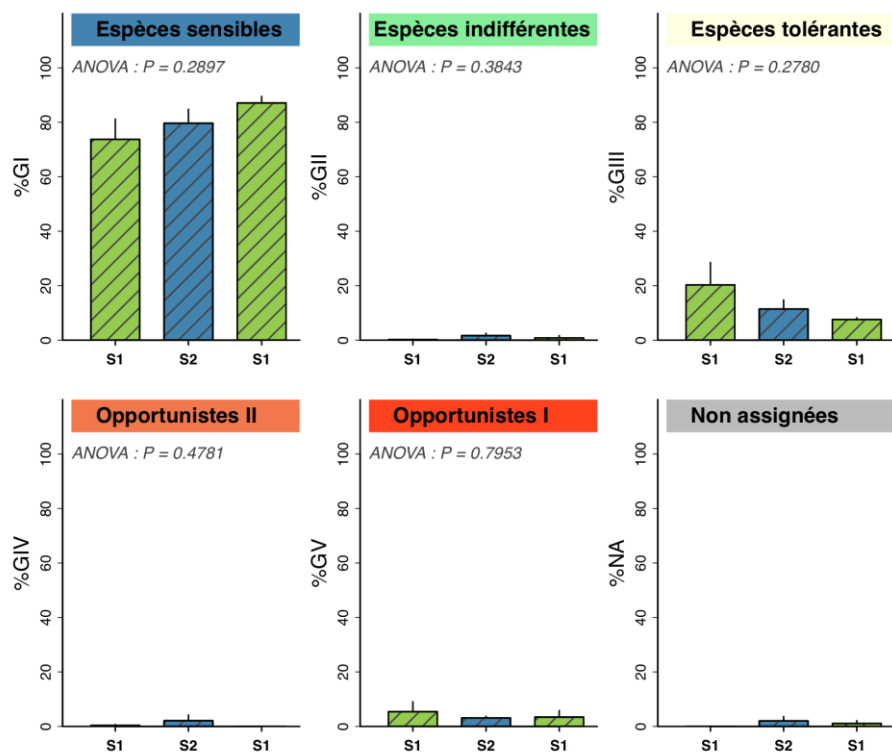 Espèces sensibles
ANOVA : P = 0.2897
%GI
100
80
60
40
20
0
S1 S2 S1
Espèces indifférentes
ANOVA : P = 0.3843
%GII
100
80
60
40
20
0
S1 S2 S1
Espèces tolérantes
ANOVA : P = 0.2780
%GIII
100
80
60
40
20
0
S1 S2 S1
Opportunistes II
ANOVA : P = 0.4781
%GIV
100
80
60
40
20
0
S1 S2 S1
Opportunistes I
ANOVA : P = 0.7953
%GV
100
80
60
40
20
0
S1 S2 S1
Non assignées
%NA
100
80
60
40
20
0
S1 S2 S1